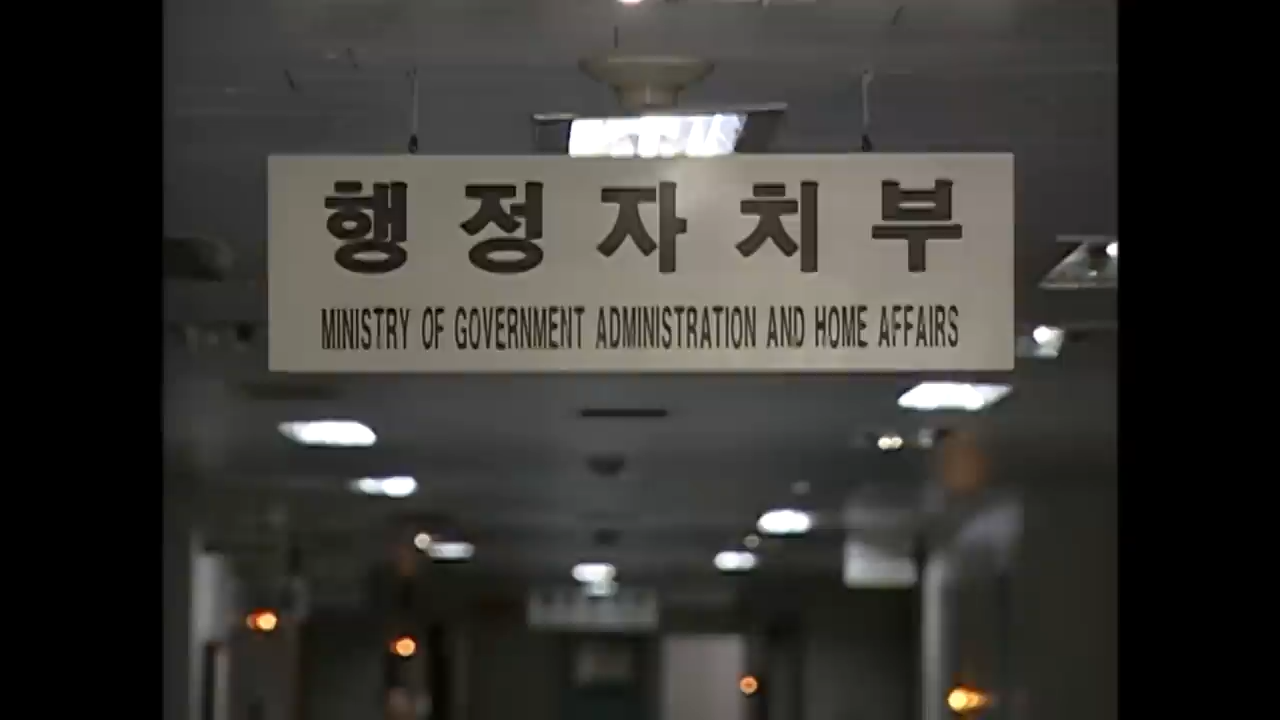 행정자치부
MINISTRY OF GOVERNMENT ADMINISTRATION AND HOME AFFAIRS